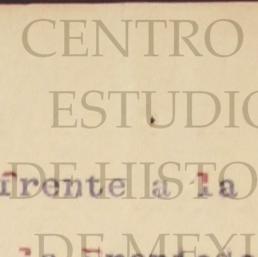 CENTRO
ESTUDIO
frente a la
DE HISTO
DE MEXI